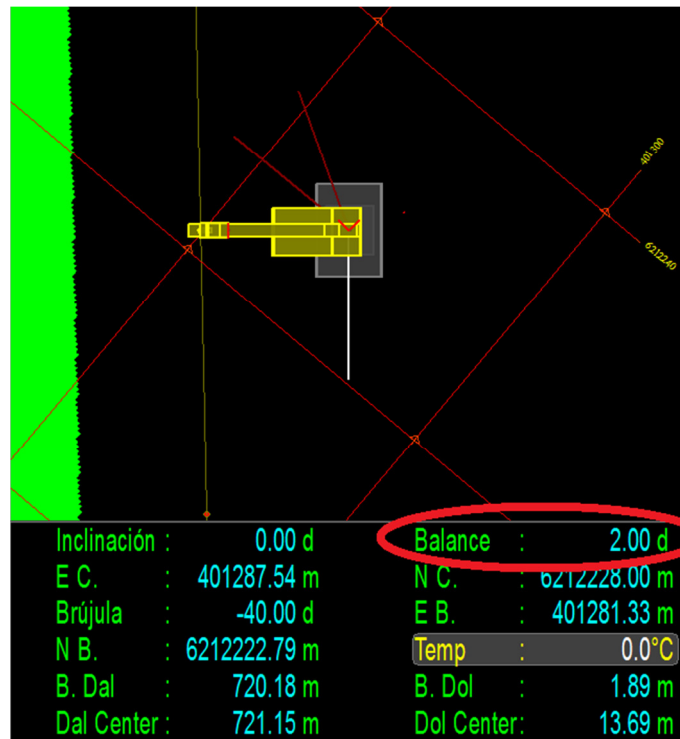 401300
6212240
Inclinación : 0.00 d Balance : 2.00 d
E C. : 401287.54 m N C. : 6212228.00 m
Brújula : -40.00 d E B. : 401281.33 m
N B. : 6212222.79 m Temp : 0.0°C
B. Dal : 720.18 m B. Dol : 1.89 m
Dal Center : 721.15 m Dol Center: 13.69 m